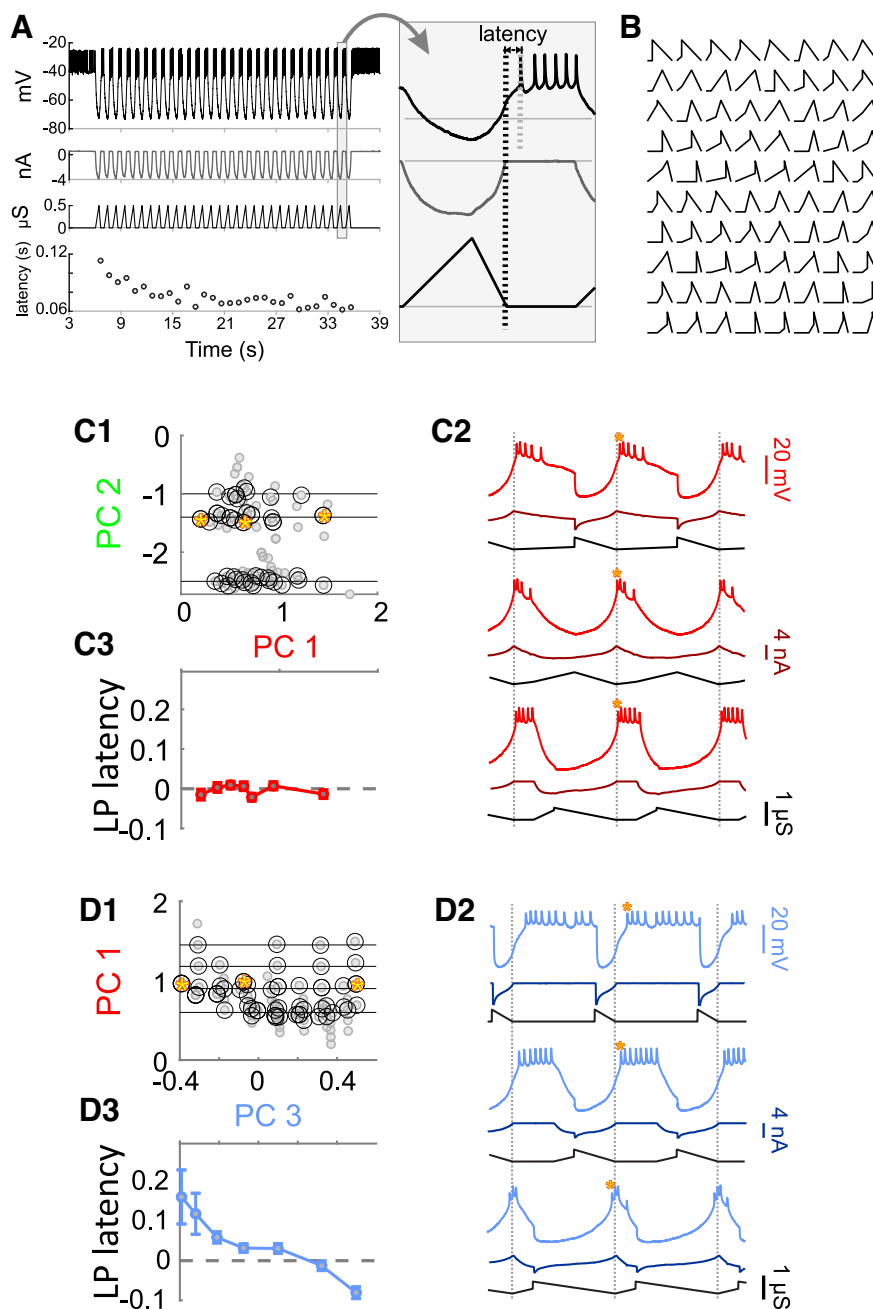 A
B
latency
-20
-40
-60
-80
mV
0
-4
nA
0.5
0
µS
0.12
0.06
latency (s)
3 9 15 21 27 33 39
Time (s)
C1
0
-1
-2
PC 2
0 1 2
PC 1
C2
20 mV
4 nA
1 µS
C3
0.2
0.1
0
-0.1
LP latency
D1
2
1
0
PC 1
-0.4 0 0.4
PC 3
D2
20 mV
4 nA
1 µS
D3
0.2
0.1
0
-0.1
LP latency